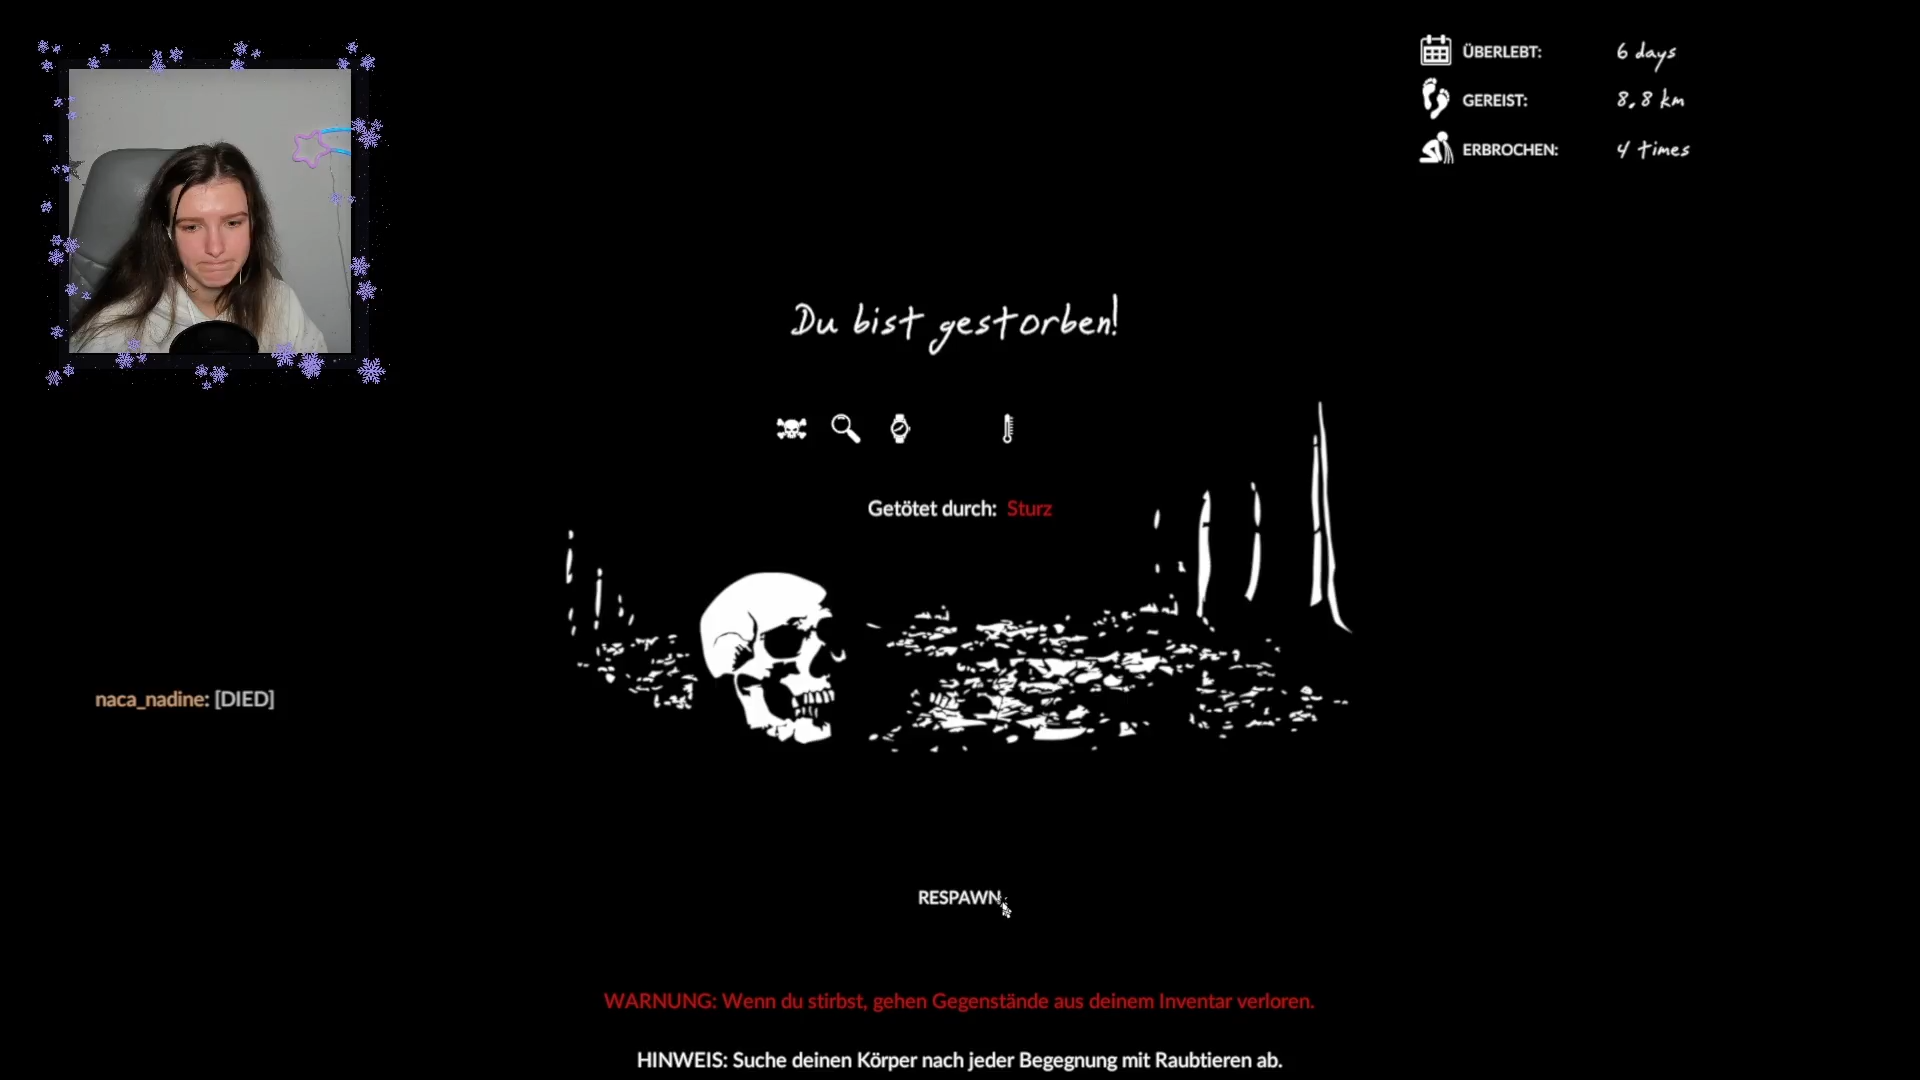 ÜBERLEBT: 6 days
GEREIST: 8,8 km
ERBROCHEN: 4 times
Du bist gestorben!
Getötet durch: Sturz
naca_nadine: [DIED]
RESPAWN
WARNUNG: Wenn du stirbst, gehen Gegenstände aus deinem Inventar verloren.
HINWEIS: Suche deinen Körper nach jeder Begegnung mit Raubtieren ab.